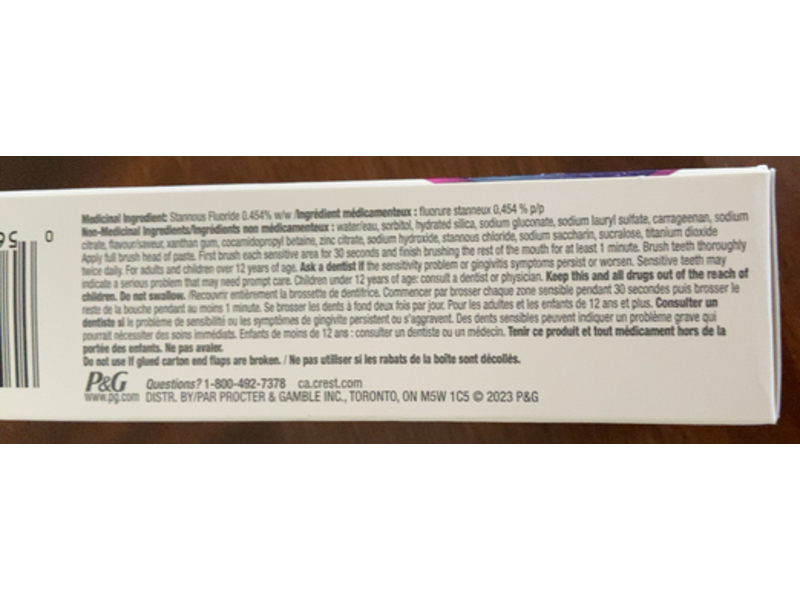 Medicinal Ingredient: Stannous Fluoride 0.454% w/w /Ingrédient médicamenteux : fluorure stanneux 0,454 % p/p
Non-Medicinal Ingredients/Ingrédients non médicamenteux : water/eau, sorbitol, hydrated silica, sodium gluconate, sodium lauryl sulfate, carrageenan, sodium
citrate, flavour/saveur, xanthan gum, cocamidopropyl betaine, zinc citrate, sodium hydroxide, stannous chloride, sodium saccharin, sucralose, titanium dioxide
Apply full brush head of paste. First brush each sensitive area for 30 seconds and finish brushing the rest of the mouth for at least 1 minute. Brush teeth thoroughly
twice daily. For adults and children over 12 years of age. Ask a dentist if the sensitivity problem or gingivitis symptoms persist or worsen. Sensitive teeth may
indicate a serious problem that may need prompt care. Children under 12 years of age: consult a dentist or physician. Keep this and all drugs out of the reach of
children. Do not swallow. /Recouvrir entièrement la brossette de dentifrice. Commencer par brosser chaque zone sensible pendant 30 secondes puis brosser le
reste de la bouche pendant au moins 1 minute. Se brosser les dents à fond deux fois par jour. Pour les adultes et les enfants de 12 ans et plus. Consulter un
dentiste si le problème de sensibilité ou les symptômes de gingivite persistent ou s'aggravent. Des dents sensibles peuvent indiquer un problème grave qui
pourrait nécessiter des soins immédiats. Enfants de moins de 12 ans : consulter un dentiste ou un médecin. Tenir ce produit et tout médicament hors de la
portée des enfants. Ne pas avaler.
Do not use if glued carton end flaps are broken. / Ne pas utiliser si les rabats de la boîte sont décollés.
P&G Questions? 1-800-492-7378 ca.crest.com
www.pg.com DISTR. BY/PAR PROCTER & GAMBLE INC., TORONTO, ON M5W 1C5 © 2023 P&G
0 56